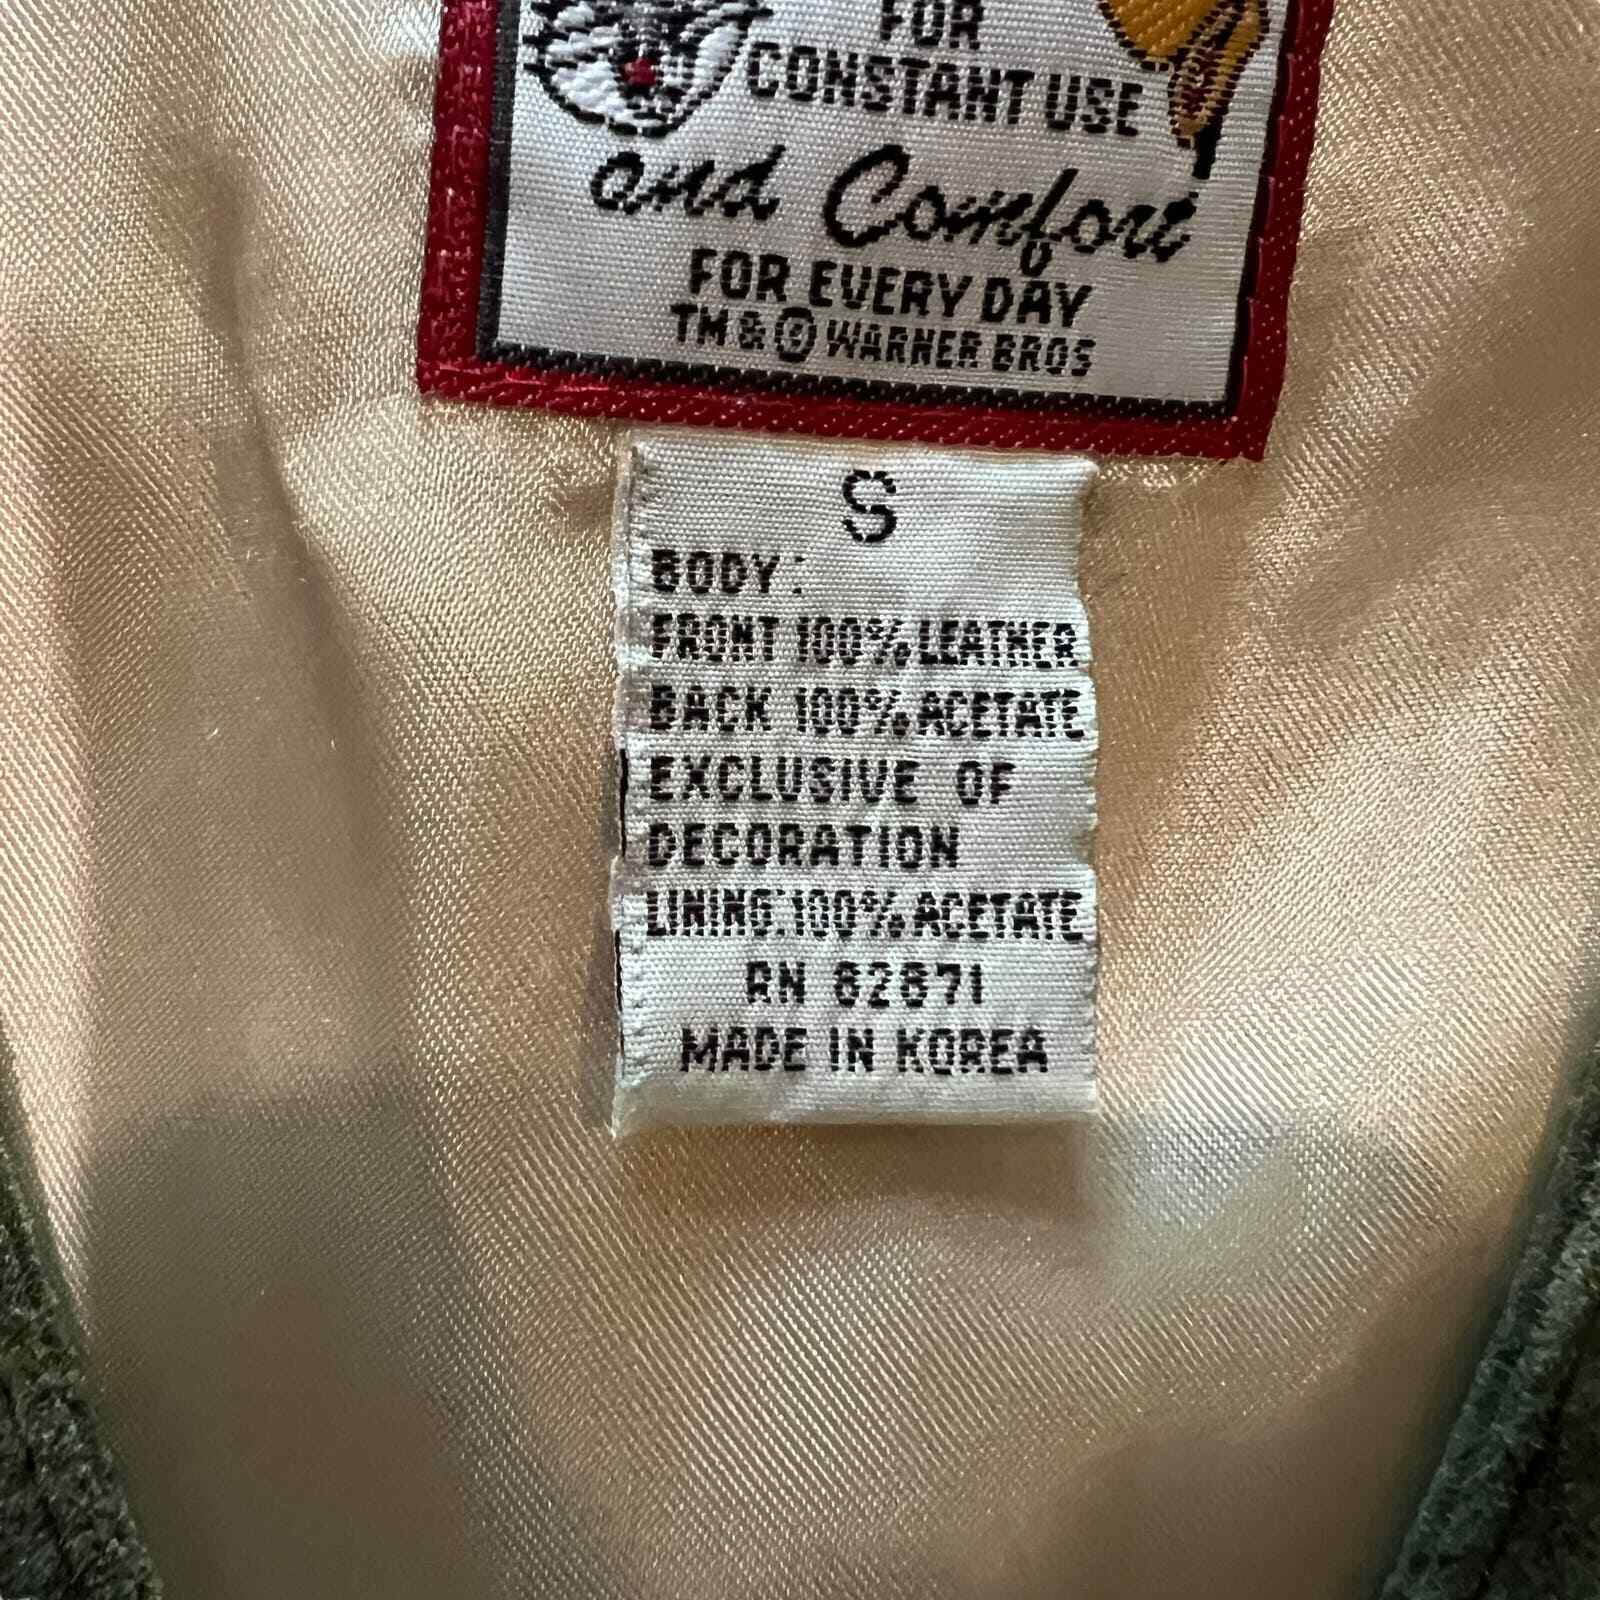 FOR
CONSTANT USE
and Comfort
FOR EVERY DAY
TM & © WARNER BROS
S
BODY:
FRONT 100% LEATHER
BACK 100% ACETATE
EXCLUSIVE OF
DECORATION
LINING:100% ACETATE
RN 82871
MADE IN KOREA